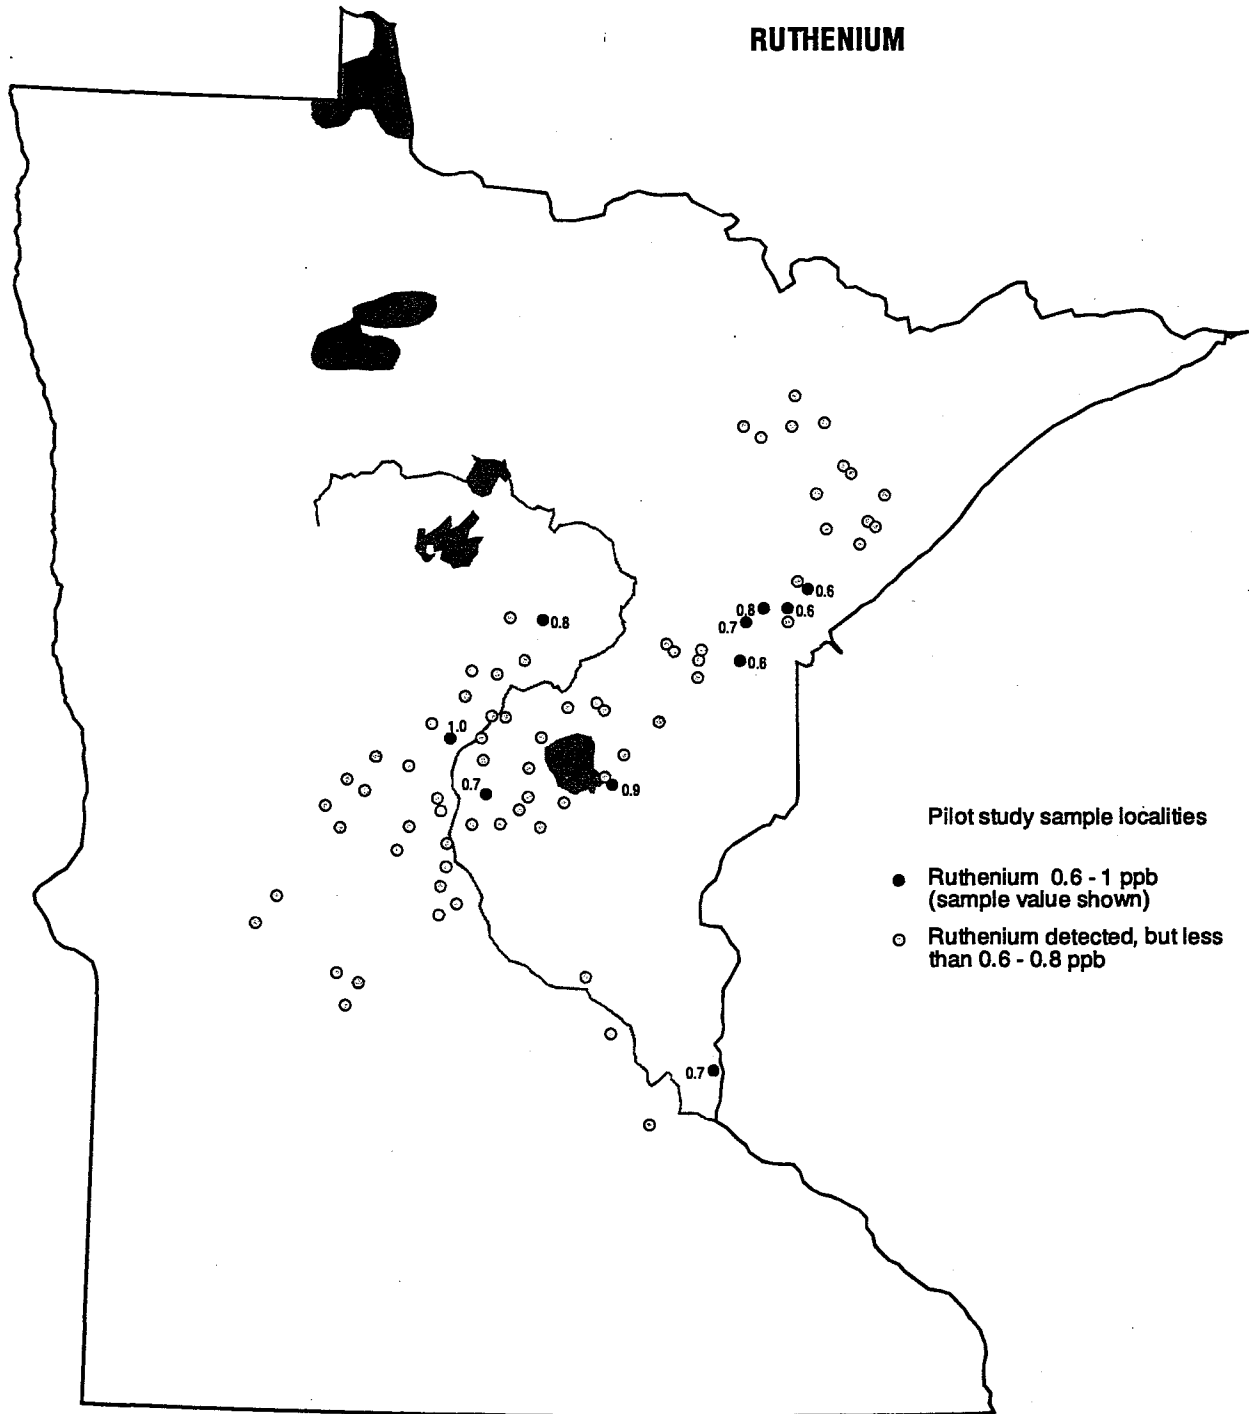 RUTHENIUM
0.6
0.8
0.6
0.7
0.8
0.6
1.0
0.7
0.9
Pilot study sample localities
Ruthenium 0.6 - 1 ppb
(sample value shown)
Ruthenium detected, but less
than 0.6 - 0.8 ppb
0.7